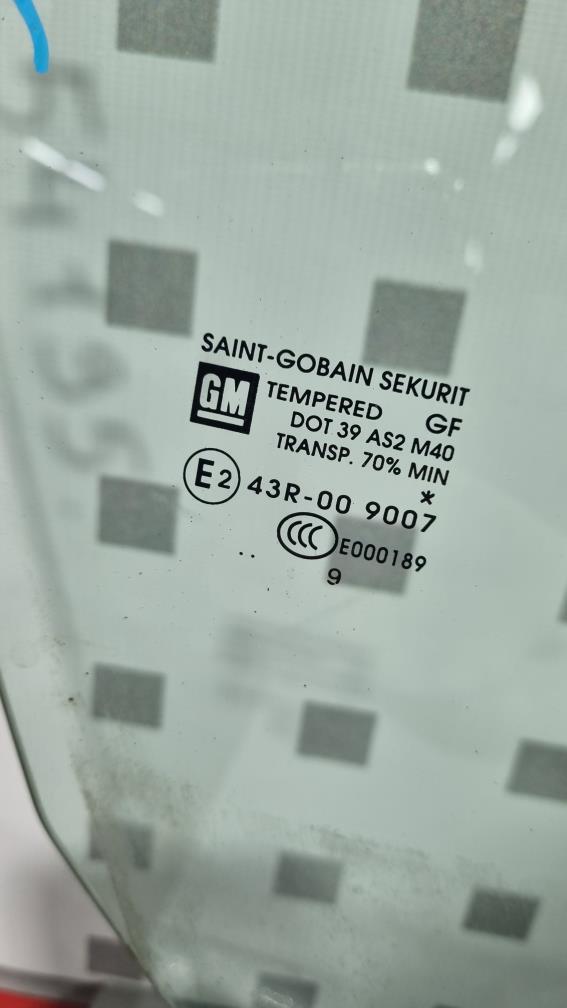 SAINT-GOBAIN SEKURIT
GM TEMPERED GF
DOT 39 AS2 M40
TRANSP. 70% MIN
*
E2 43R-00 9007
CCC E000189
..
9